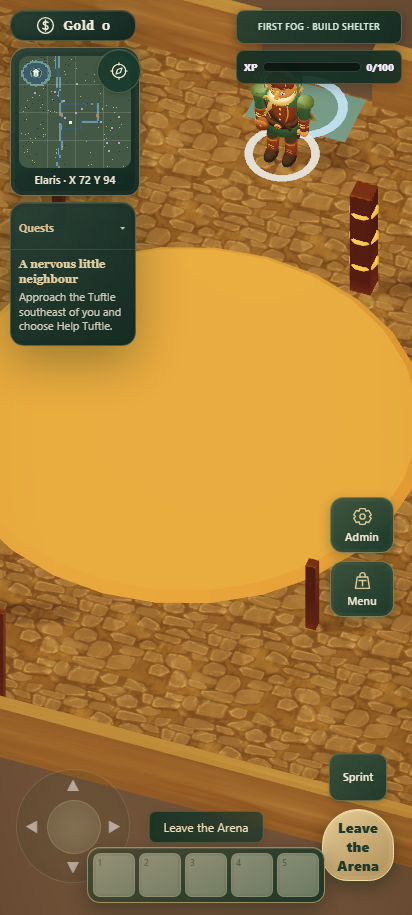 Gold 0
FIRST FOG · BUILD SHELTER
XP 0/100
Elaris · X 72 Y 94
Quests
A nervous little
neighbour
Approach the Tuftle
southeast of you and
choose Help Tuftle.
Admin
Menu
Sprint
Leave the Arena
Leave
the
Arena
1 2 3 4 5